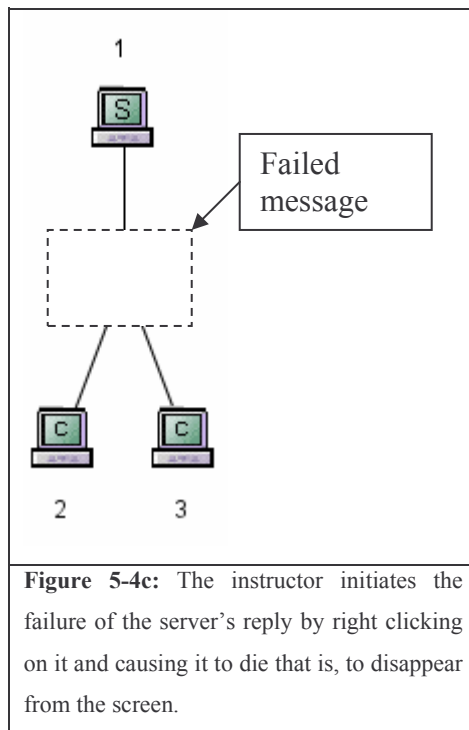 1
S
Failed
message
C C
2 3
Figure 5-4c: The instructor initiates the
failure of the server's reply by right clicking
on it and causing it to die that is, to disappear
from the screen.